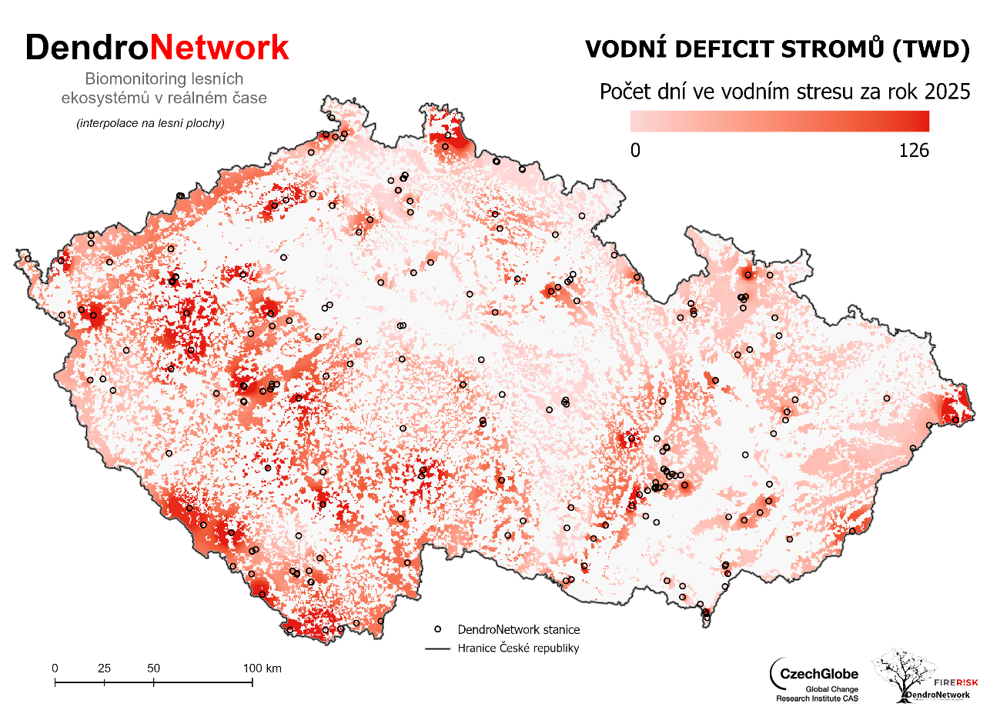 DendroNetwork
Biomonitoring lesních
ekosystémů v reálném čase
(interpolace na lesní plochy)
VODNÍ DEFICIT STROMŮ (TWD)
Počet dní ve vodním stresu za rok 2025
0 126
DendroNetwork stanice
Hranice České republiky
0 25 50 100 km
CzechGlobe
Global Change
Research Institute CAS
FIRER!SK
DendroNetwork